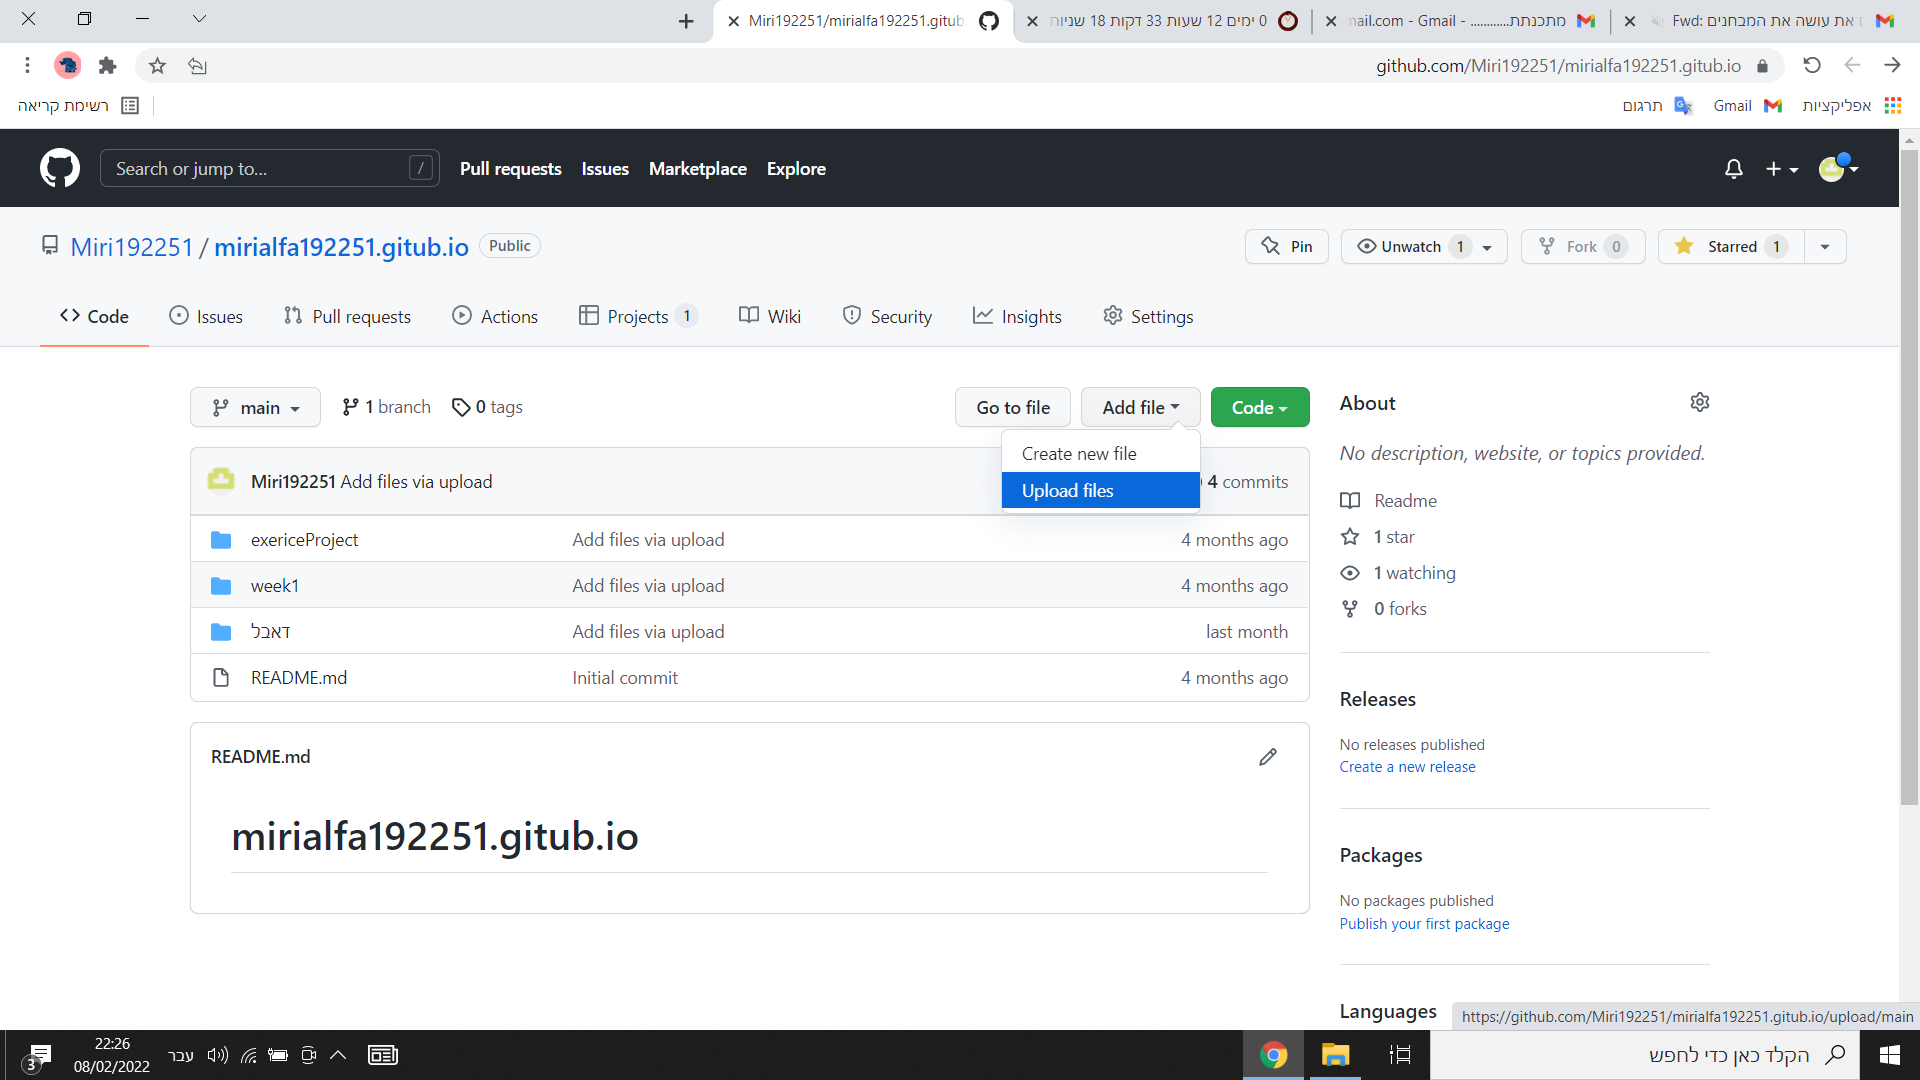 Miri192251/mirialfa192251.gitub.
0 ימים 12 שעות 33 דקות 18 שניות
מתכנתת............ - Gmail - nail.com
Fwd: ם את עושה את המבחנים
github.com/Miri192251/mirialfa192251.gitub.io
רשימת קריאה
תרגום
Gmail
אפליקציות
Search or jump to...
/
Pull requests
Issues
Marketplace
Explore
Miri192251 / mirialfa192251.gitub.io
Public
Pin
Unwatch 1
Fork 0
Starred 1
Code
Issues
Pull requests
Actions
Projects 1
Wiki
Security
Insights
Settings
main
1 branch
0 tags
Go to file
Add file
Code
Create new file
Upload files
Miri192251 Add files via upload
4 commits
exericeProject Add files via upload 4 months ago
week1 Add files via upload 4 months ago
דאבל Add files via upload last month
README.md Initial commit 4 months ago
README.md
mirialfa192251.gitub.io
About
No description, website, or topics provided.
Readme
1 star
1 watching
0 forks
Releases
No releases published
Create a new release
Packages
No packages published
Publish your first package
Languages
https://github.com/Miri192251/mirialfa192251.gitub.io/upload/main
3
22:26
08/02/2022
עבר
הקלד כאן כדי לחפש